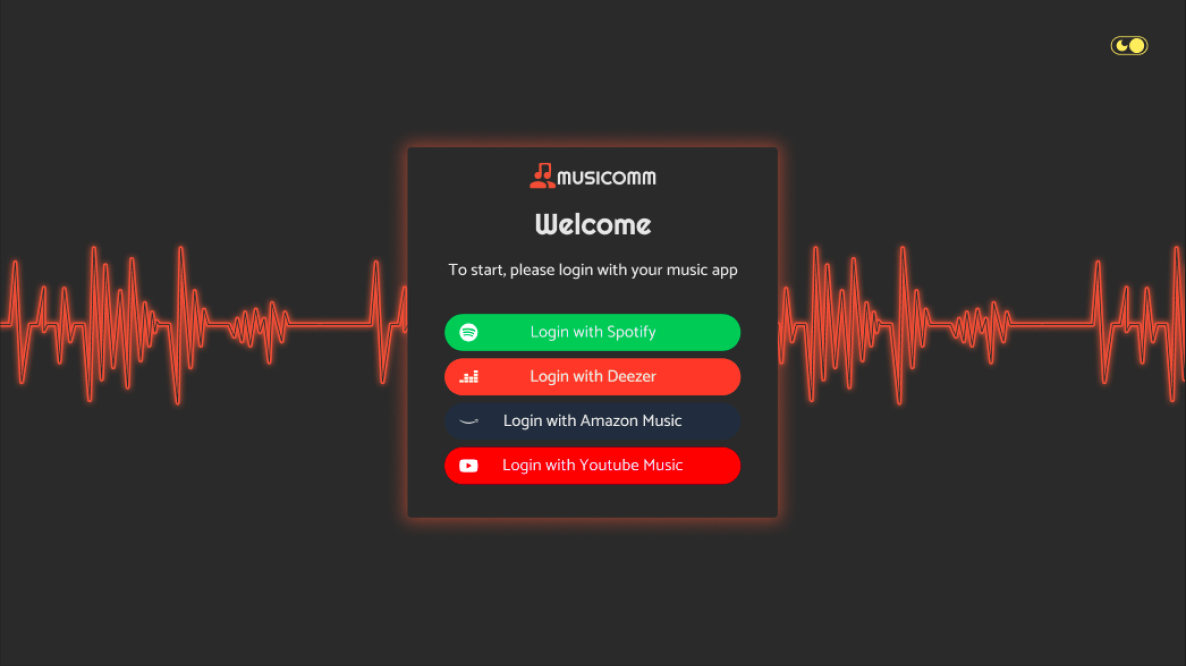 musicomm
Welcome
To start, please login with your music app
Login with Spotify
Login with Deezer
Login with Amazon Music
Login with Youtube Music